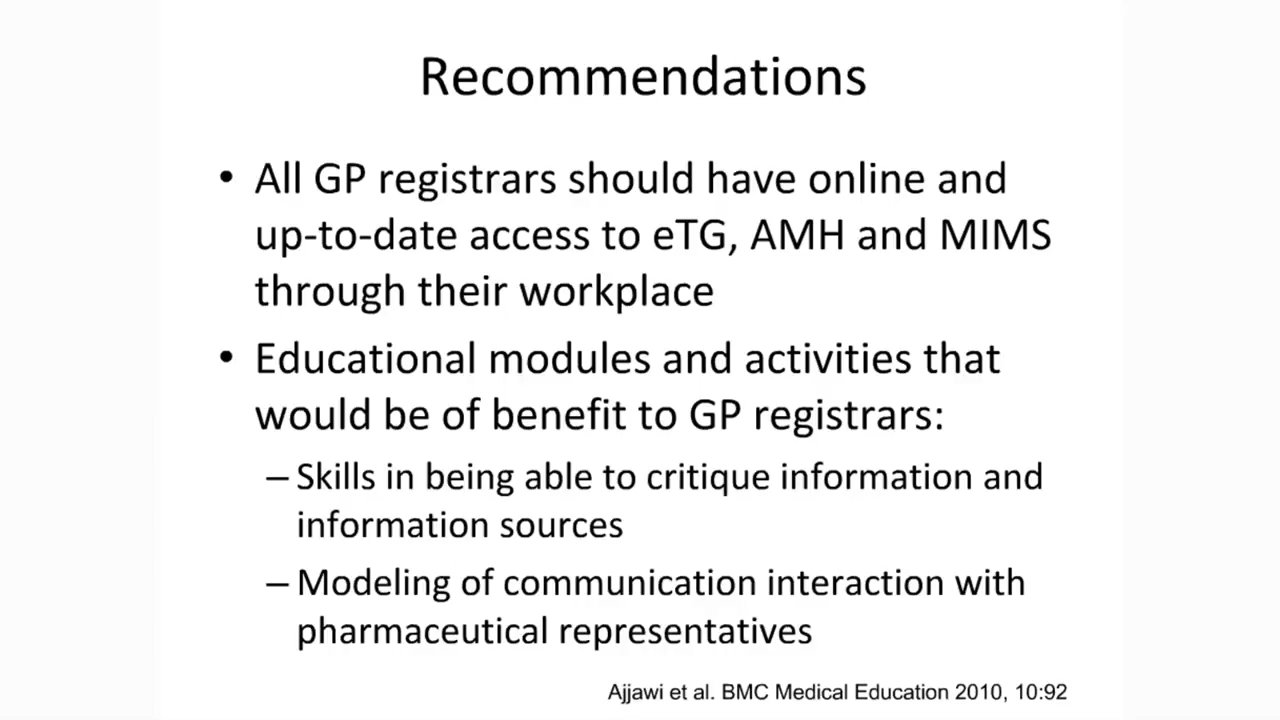 Recommendations
• All GP registrars should have online and
up-to-date access to eTG, AMH and MIMS
through their workplace
• Educational modules and activities that
would be of benefit to GP registrars:
– Skills in being able to critique information and
information sources
– Modeling of communication interaction with
pharmaceutical representatives
Ajjawi et al. BMC Medical Education 2010, 10:92